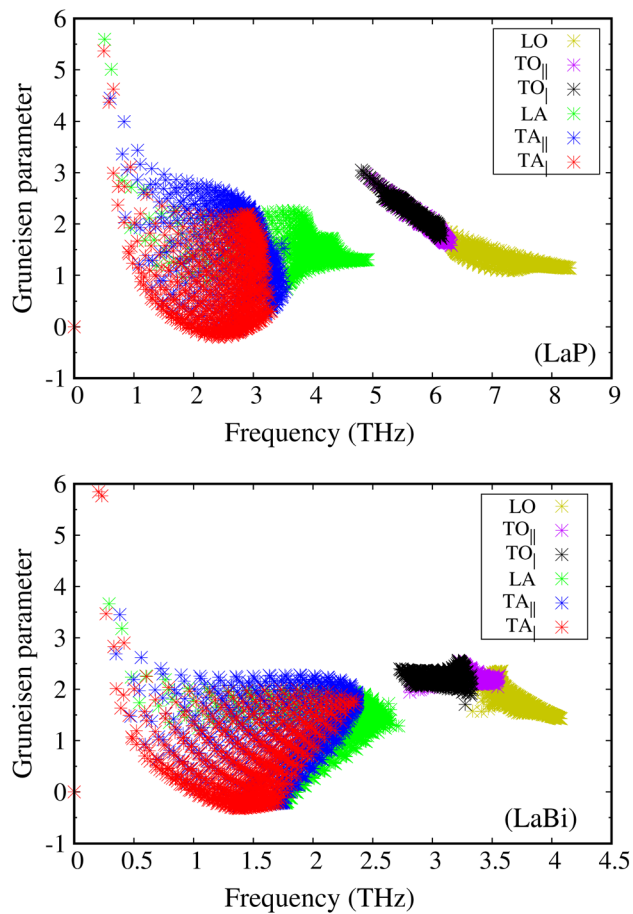 6
5
4
3
2
1
0
-1
Gruneisen parameter
LO
TO||
TO|
LA
TA||
TA|
(LaP)
0 1 2 3 4 5 6 7 8 9
Frequency (THz)
6
5
4
3
2
1
0
-1
Gruneisen parameter
LO
TO||
TO|
LA
TA||
TA|
(LaBi)
0 0.5 1 1.5 2 2.5 3 3.5 4 4.5
Frequency (THz)